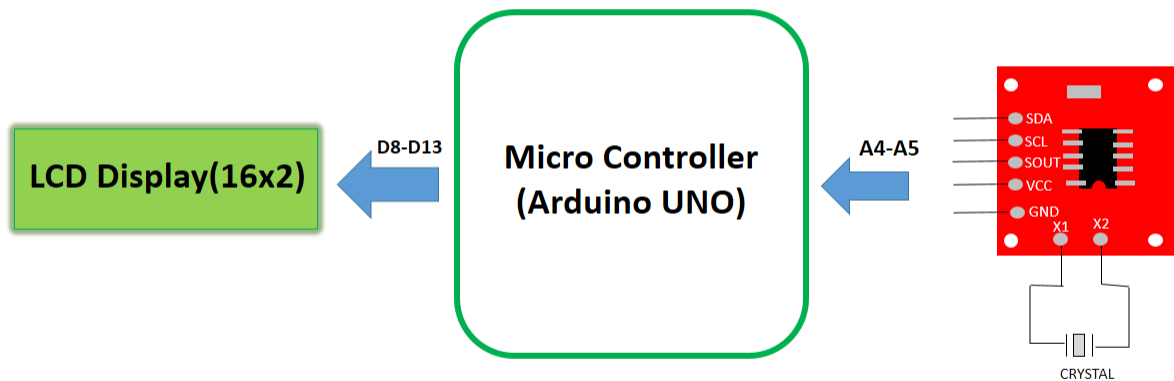 LCD Display(16x2)
D8-D13
Micro Controller
(Arduino UNO)
A4-A5
SDA
SCL
SOUT
VCC
GND
X1
X2
CRYSTAL